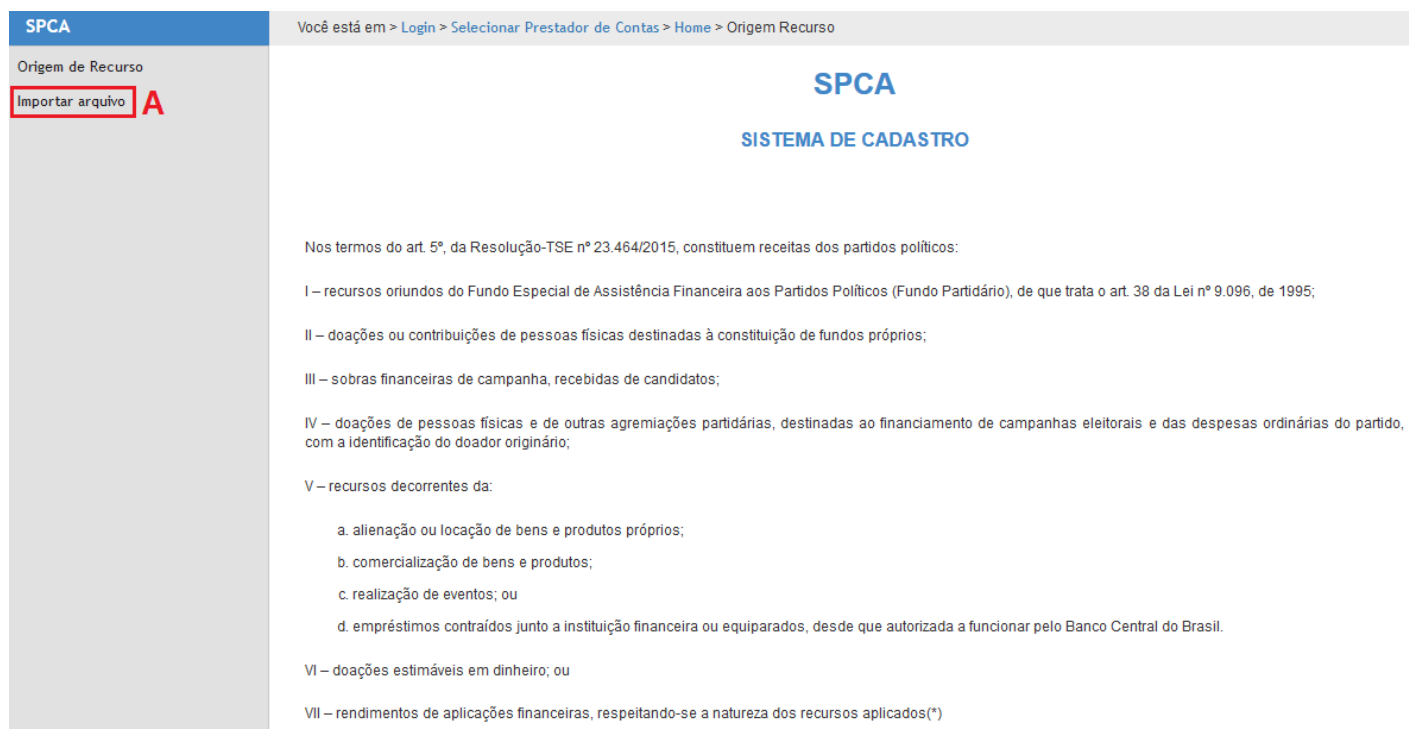 SPCA
Você está em > Login > Selecionar Prestador de Contas > Home > Origem Recurso
Origem de Recurso
Importar arquivo A
SPCA
SISTEMA DE CADASTRO
Nos termos do art. 5º, da Resolução-TSE nº 23.464/2015, constituem receitas dos partidos políticos:
I – recursos oriundos do Fundo Especial de Assistência Financeira aos Partidos Políticos (Fundo Partidário), de que trata o art. 38 da Lei nº 9.096, de 1995;
II – doações ou contribuições de pessoas físicas destinadas à constituição de fundos próprios;
III – sobras financeiras de campanha, recebidas de candidatos;
IV – doações de pessoas físicas e de outras agremiações partidárias, destinadas ao financiamento de campanhas eleitorais e das despesas ordinárias do partido,
com a identificação do doador originário;
V – recursos decorrentes da:
a. alienação ou locação de bens e produtos próprios;
b. comercialização de bens e produtos;
c. realização de eventos; ou
d. empréstimos contraídos junto a instituição financeira ou equiparados, desde que autorizada a funcionar pelo Banco Central do Brasil.
VI – doações estimáveis em dinheiro; ou
VII – rendimentos de aplicações financeiras, respeitando-se a natureza dos recursos aplicados(*)